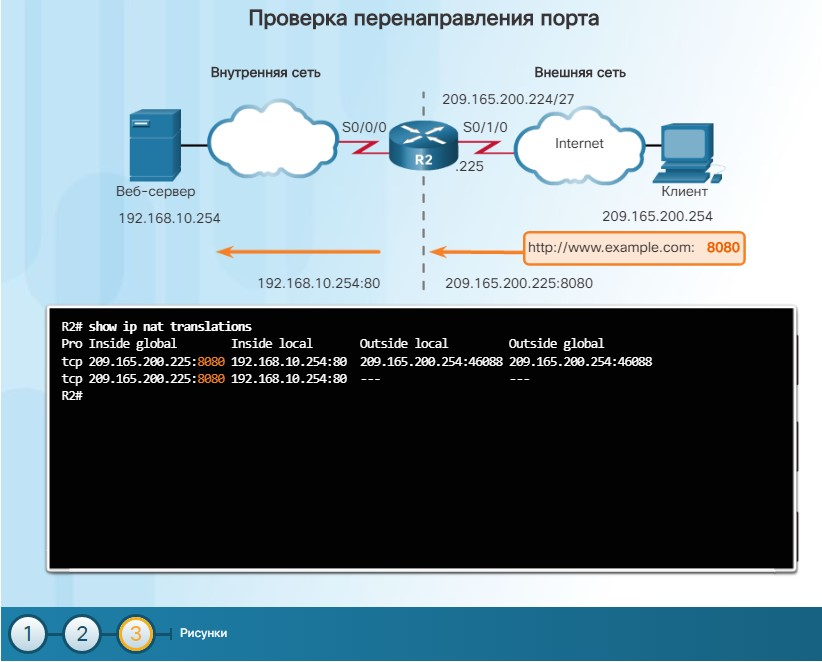 Проверка перенаправления порта
Внутренняя сеть
Внешняя сеть
209.165.200.224/27
S0/0/0
S0/1/0
Internet
R2
.225
Веб-сервер
Клиент
192.168.10.254
209.165.200.254
http://www.example.com: 8080
192.168.10.254:80
209.165.200.225:8080
R2# show ip nat translations
Pro Inside global Inside local Outside local Outside global
tcp 209.165.200.225:8080 192.168.10.254:80 209.165.200.254:46088 209.165.200.254:46088
tcp 209.165.200.225:8080 192.168.10.254:80 --- ---
R2#
1 2 3 Рисунки